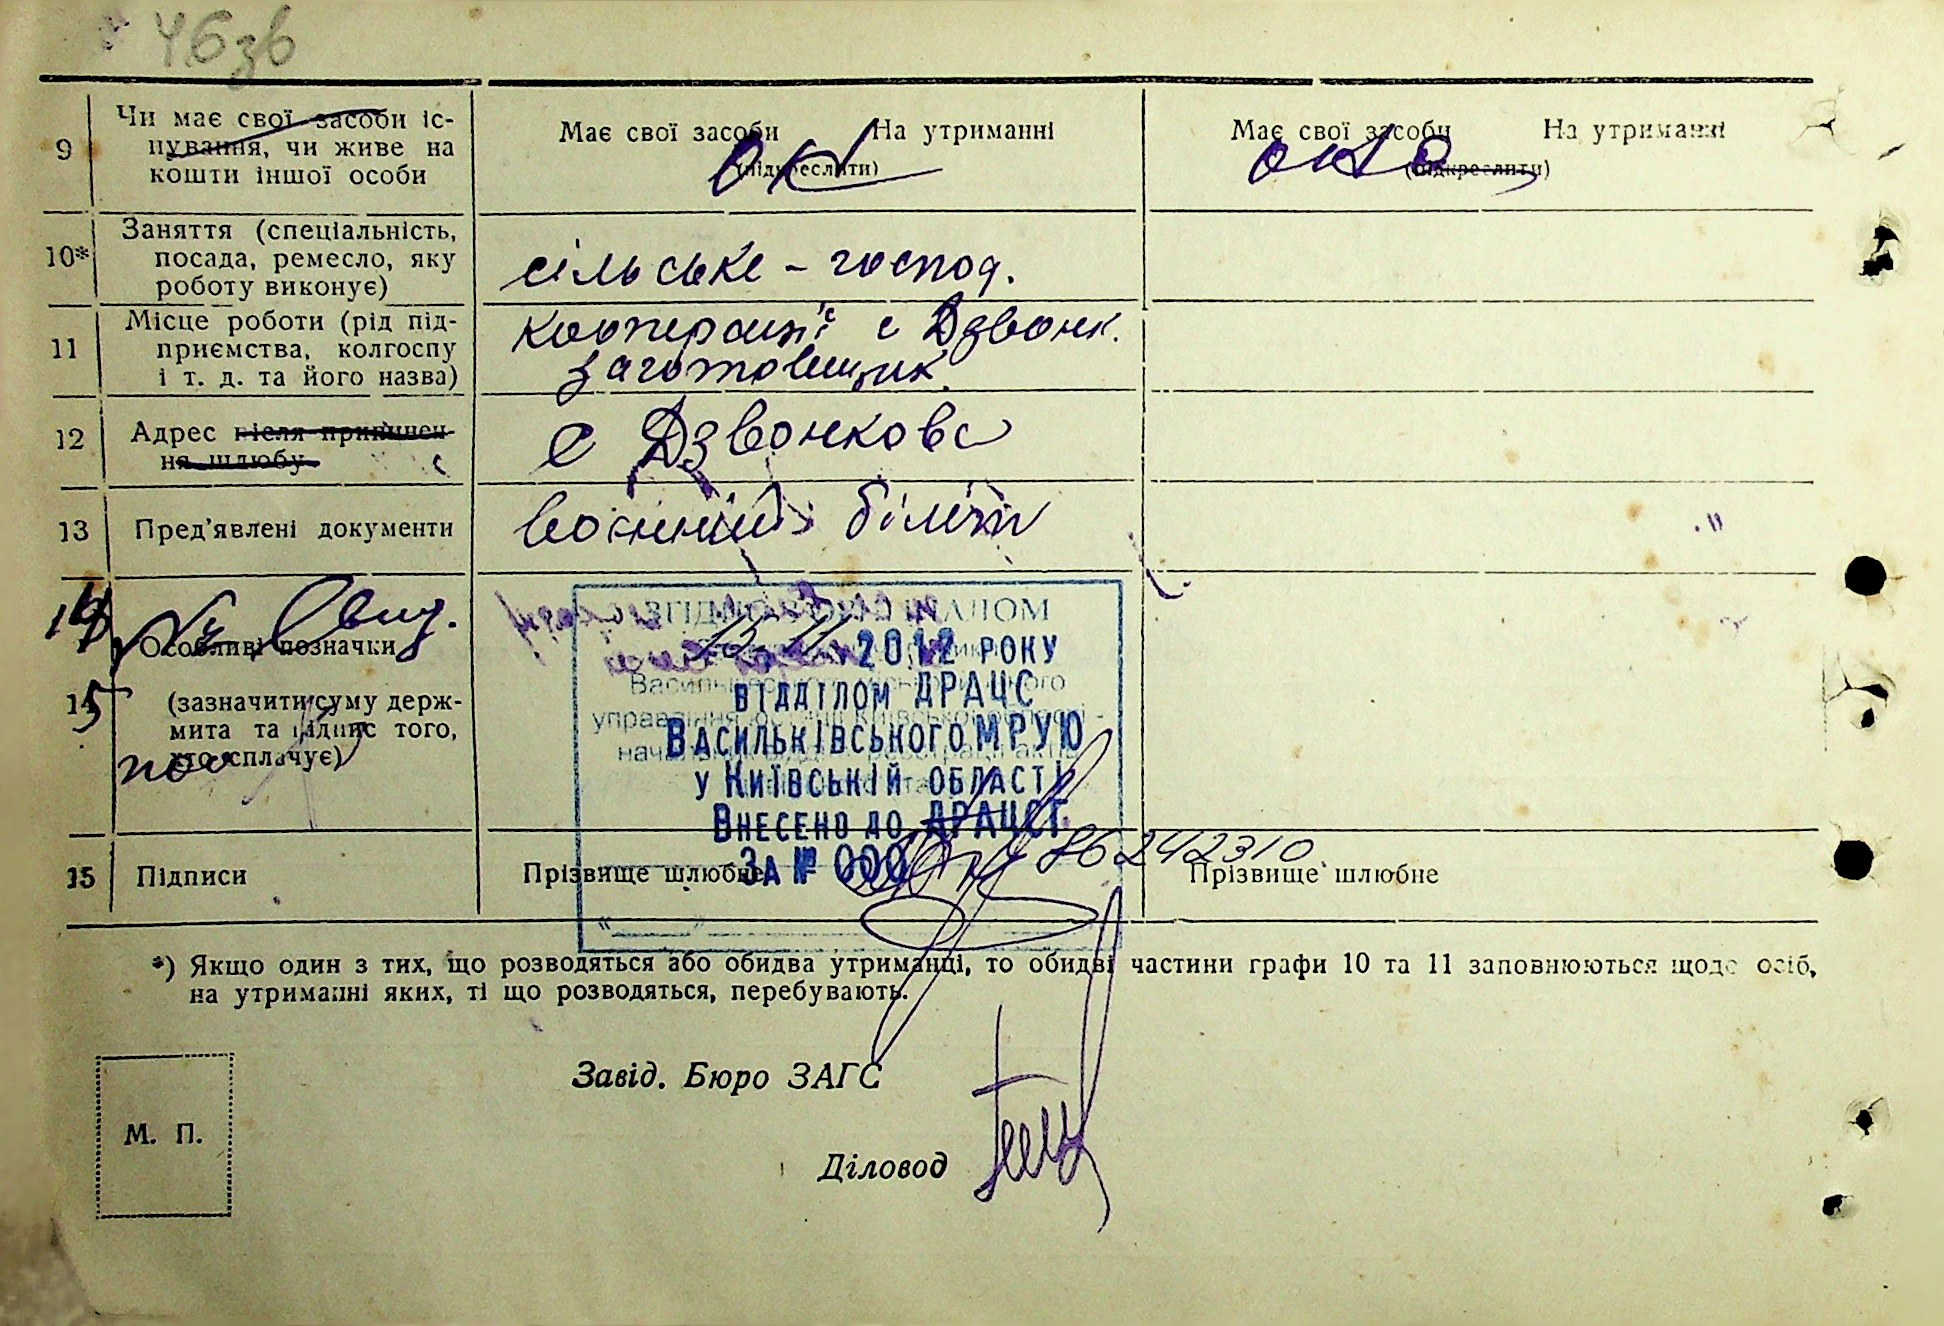 46зв
9
Чи має свої засоби іс-
нування, чи живе на
кошти іншої особи
Має свої засоби На утриманні
(підкреслити)
Має свої засоби На утриманні
(підкреслити)
10*
Заняття (спеціальність,
посада, ремесло, яку
роботу виконує)
сільське - господ.
11
Місце роботи (рід під-
приємства, колгоспу
і т. д. та його назва)
кооперації с Дзвонк.
заготовщик.
12
Адрес після припинен-
ня шлюбу
с Дзвонкова
13
Пред'явлені документи
воєнний білет
14
Особливі позначки
15
(зазначити суму держ-
мита та підпис того,
хто сплачує)
2012 РОКУ
ВІДДІЛОМ ДРАЦС
ВАСИЛЬКІВСЬКОГО МРУЮ
У КИЇВСЬКІЙ ОБЛАСТІ
ВНЕСЕНО ДО ДРАЦСГ
ЗА № 000 86242310
15
Підписи
Прізвище шлюбне
Прізвище шлюбне
*) Якщо один з тих, що розводяться або обидва утриманці, то обидві частини графи 10 та 11 заповнюються щодо осіб,
на утриманні яких, ті що розводяться, перебувають.
Завід. Бюро ЗАГС
М. П.
Діловод